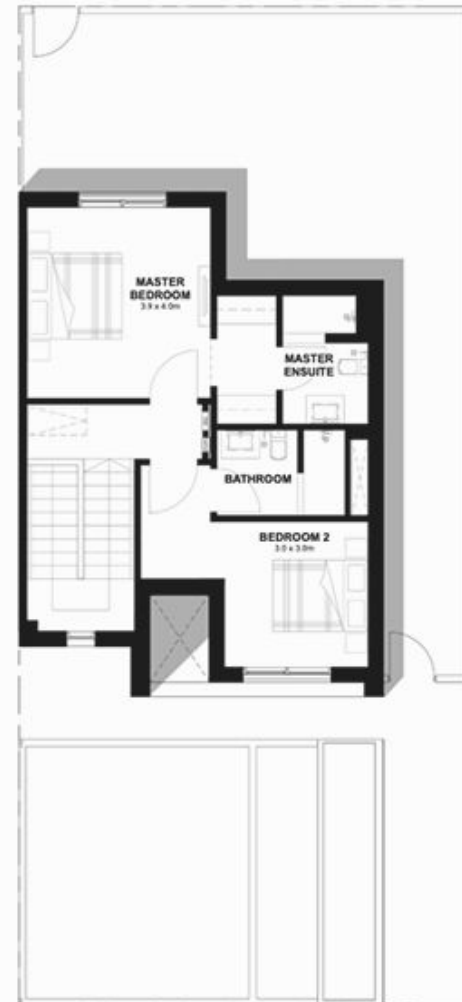 MASTER
BEDROOM
3.9 x 4.0m
MASTER
ENSUITE
BATHROOM
BEDROOM 2
3.0 x 3.0m